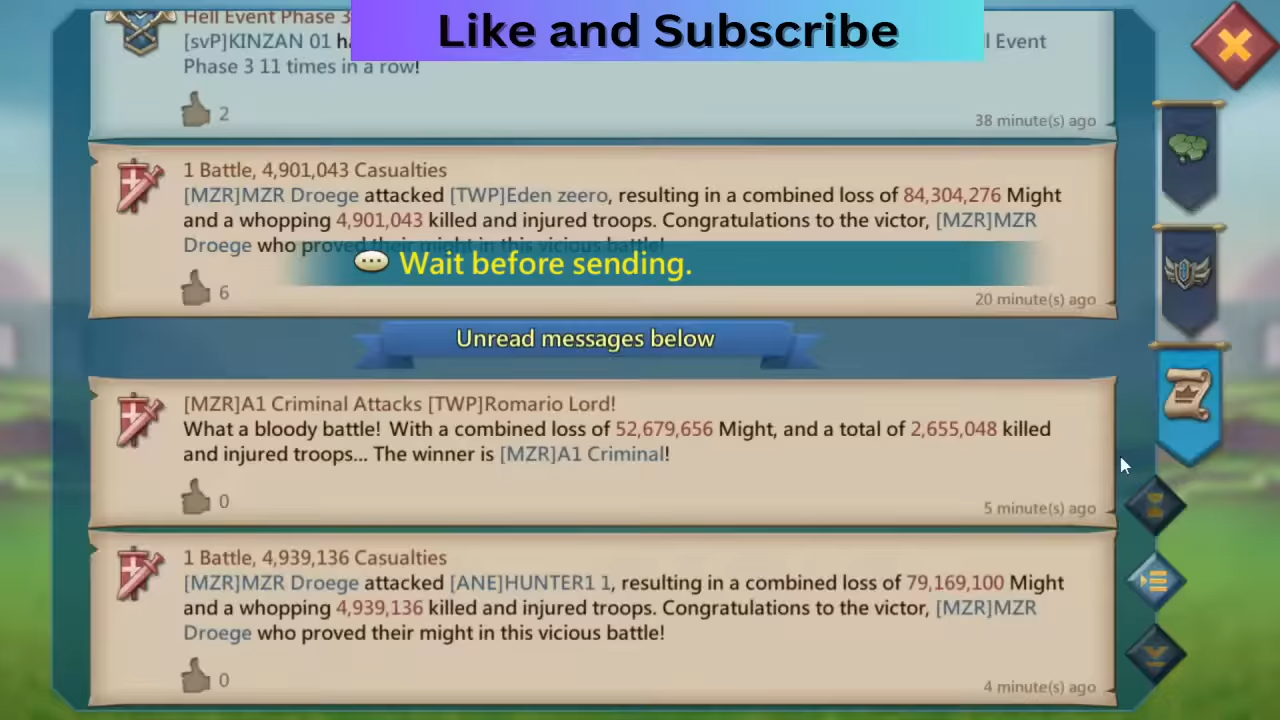 Like and Subscribe
Hell Event Phase 3
[svP]KINZAN 01 ha
l Event
Phase 3 11 times in a row!
2
38 minute(s) ago
1 Battle, 4,901,043 Casualties
[MZR]MZR Droege attacked [TWP]Eden zeero, resulting in a combined loss of 84,304,276 Might
and a whopping 4,901,043 killed and injured troops. Congratulations to the victor, [MZR]MZR
Droege who proved their might in this vicious battle!
Wait before sending.
6
20 minute(s) ago
Unread messages below
[MZR]A1 Criminal Attacks [TWP]Romario Lord!
What a bloody battle! With a combined loss of 52,679,656 Might, and a total of 2,655,048 killed
and injured troops... The winner is [MZR]A1 Criminal!
0
5 minute(s) ago
1 Battle, 4,939,136 Casualties
[MZR]MZR Droege attacked [ANE]HUNTER1 1, resulting in a combined loss of 79,169,100 Might
and a whopping 4,939,136 killed and injured troops. Congratulations to the victor, [MZR]MZR
Droege who proved their might in this vicious battle!
0
4 minute(s) ago